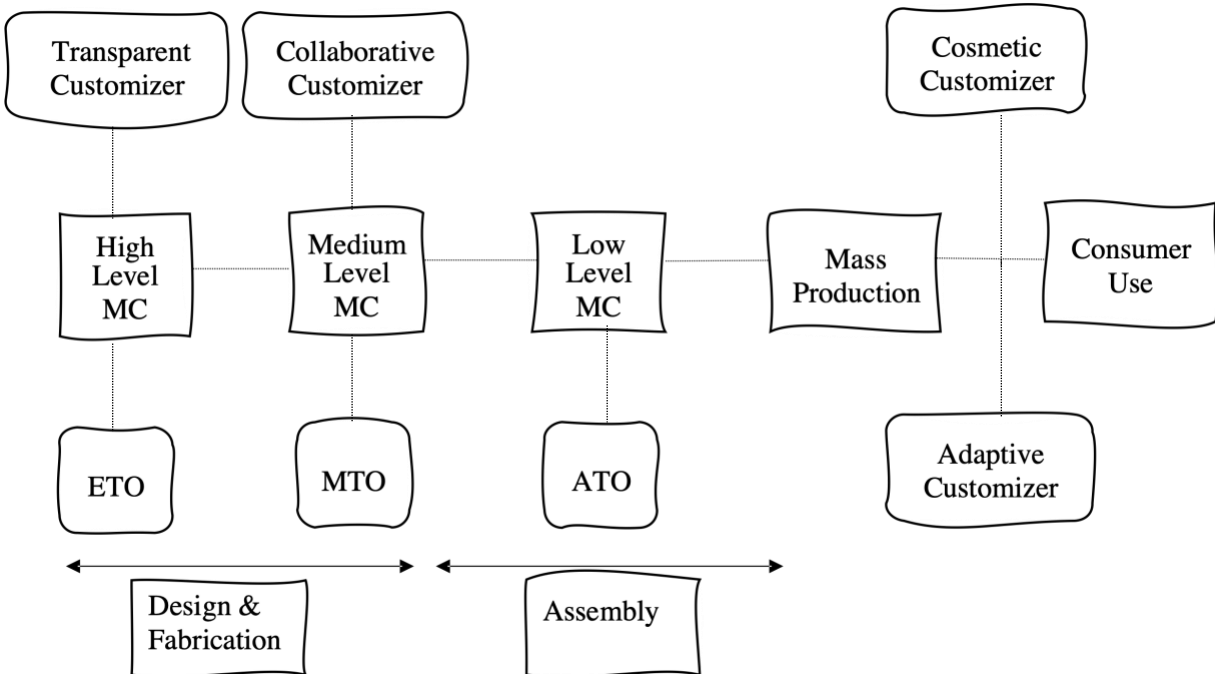 Transparent
Customizer
Collaborative
Customizer
Cosmetic
Customizer
High
Level
MC
Medium
Level
MC
Low
Level
MC
Mass
Production
Consumer
Use
ETO
MTO
ATO
Adaptive
Customizer
Design &
Fabrication
Assembly